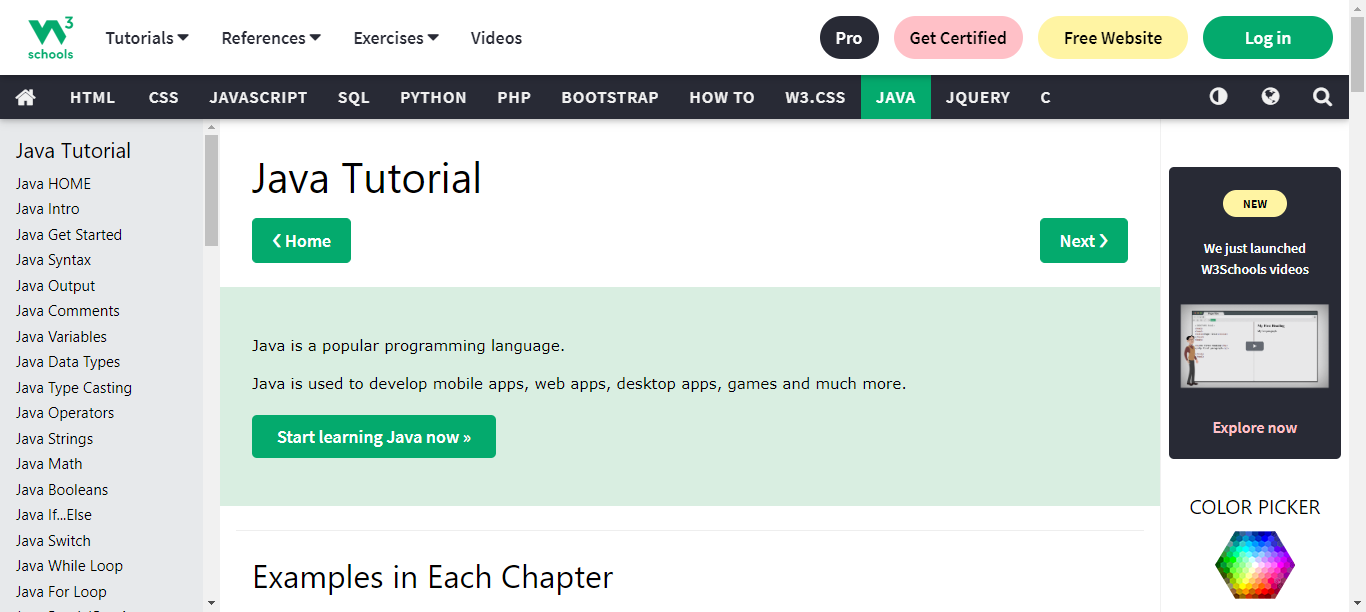 W3
schools
Tutorials
References
Exercises
Videos
Pro
Get Certified
Free Website
Log in
HTML
CSS
JAVASCRIPT
SQL
PYTHON
PHP
BOOTSTRAP
HOW TO
W3.CSS
JAVA
JQUERY
C
Java Tutorial
Java HOME
Java Intro
Java Get Started
Java Syntax
Java Output
Java Comments
Java Variables
Java Data Types
Java Type Casting
Java Operators
Java Strings
Java Math
Java Booleans
Java If...Else
Java Switch
Java While Loop
Java For Loop
Java Tutorial
❮ Home
Next ❯
Java is a popular programming language.
Java is used to develop mobile apps, web apps, desktop apps, games and much more.
Start learning Java now »
Examples in Each Chapter
NEW
We just launched
W3Schools videos
Explore now
COLOR PICKER